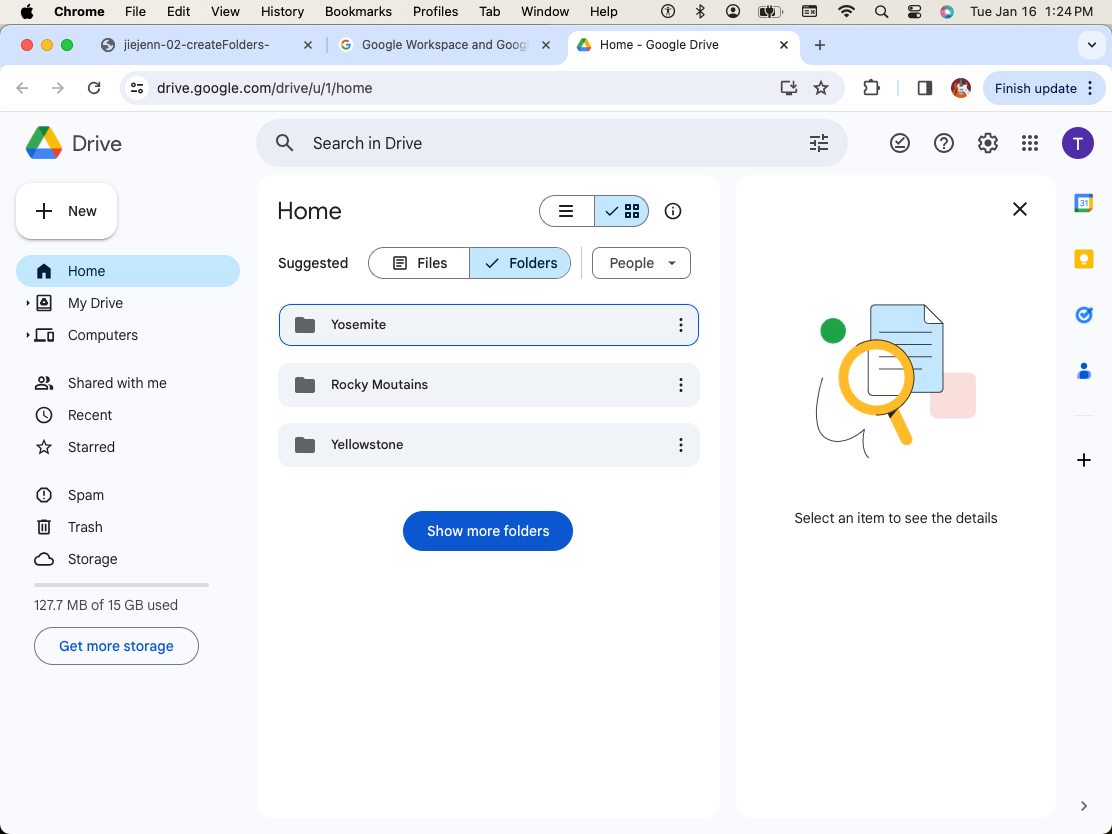 Chrome File Edit View History Bookmarks Profiles Tab Window Help Tue Jan 16 1:24 PM
jiejenn-02-createFolders- Google Workspace and Goog Home - Google Drive
drive.google.com/drive/u/1/home Finish update
Drive
Search in Drive
T
New
Home
My Drive
Computers
Shared with me
Recent
Starred
Spam
Trash
Storage
127.7 MB of 15 GB used
Get more storage
Home
Suggested Files Folders People
Yosemite
Rocky Moutains
Yellowstone
Show more folders
Select an item to see the details
31